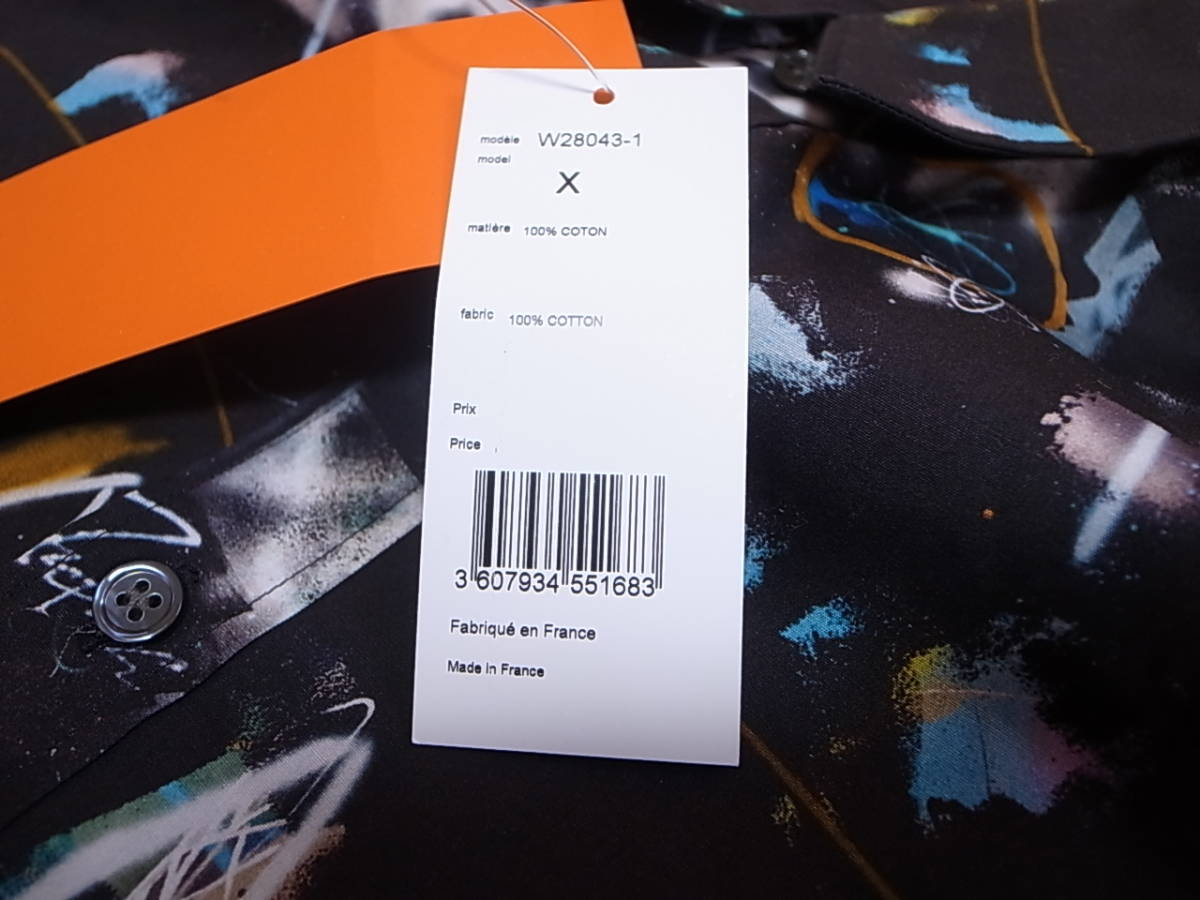 modèle W28043-1
model
X
matière 100% COTON
fabric 100% COTTON
Prix
Price
3 607934 551683
Fabriqué en France
Made in France